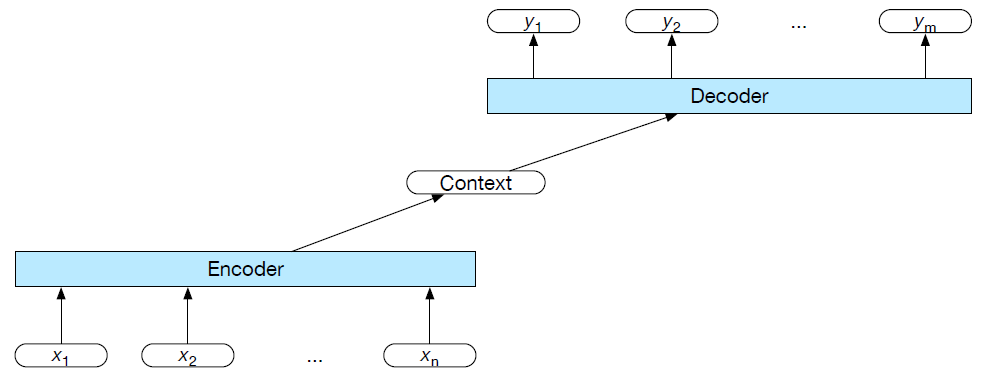 y1 y2 ... ym
Decoder
Context
Encoder
x1 x2 ... xn